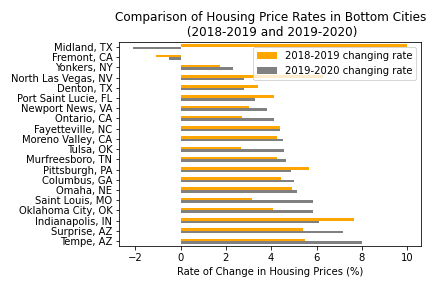 Comparison of Housing Price Rates in Bottom Cities
(2018-2019 and 2019-2020)
Midland, TX
Fremont, CA
Yonkers, NY
North Las Vegas, NV
Denton, TX
Port Saint Lucie, FL
Newport News, VA
Ontario, CA
Fayetteville, NC
Moreno Valley, CA
Tulsa, OK
Murfreesboro, TN
Pittsburgh, PA
Columbus, GA
Omaha, NE
Saint Louis, MO
Oklahoma City, OK
Indianapolis, IN
Surprise, AZ
Tempe, AZ
2018-2019 changing rate
2019-2020 changing rate
−2 0 2 4 6 8 10
Rate of Change in Housing Prices (%)